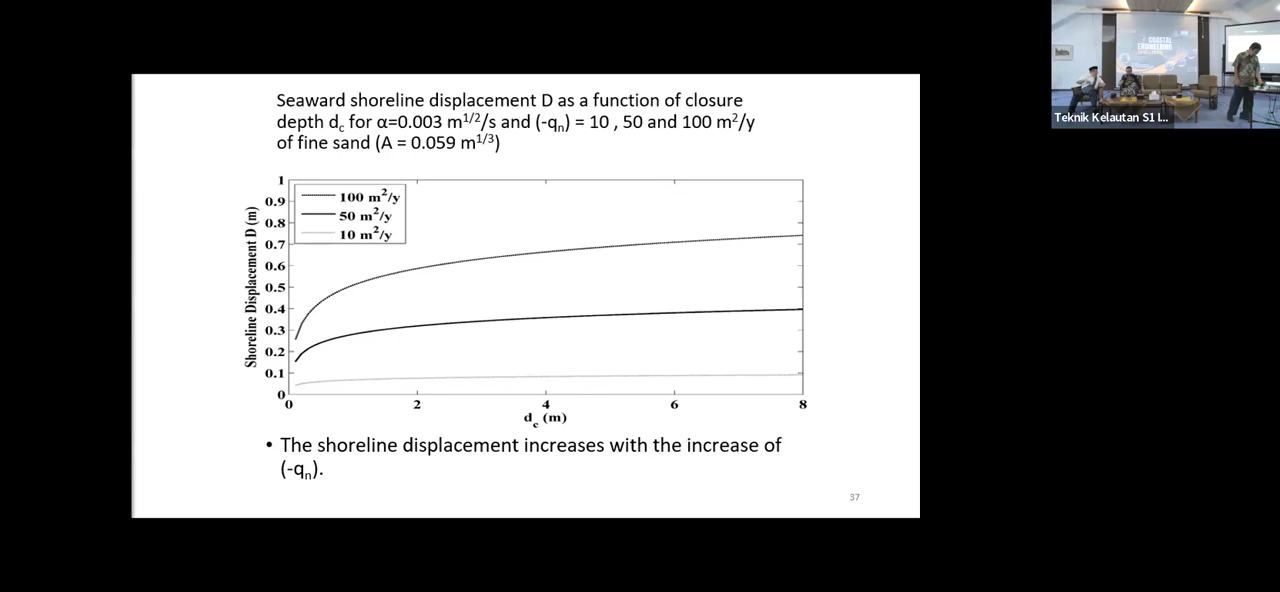 Seaward shoreline displacement D as a function of closure
depth dc for α=0.003 m1/2/s and (-qn) = 10 , 50 and 100 m2/y
of fine sand (A = 0.059 m1/3)
100 m2/y
50 m2/y
10 m2/y
Shoreline Displacement D (m)
1
0.9
0.8
0.7
0.6
0.5
0.4
0.3
0.2
0.1
0
0 2 4 6 8
dc (m)
• The shoreline displacement increases with the increase of
(-qn).
37
COASTAL
ENGINEERING
Teknik Kelautan S1 I...